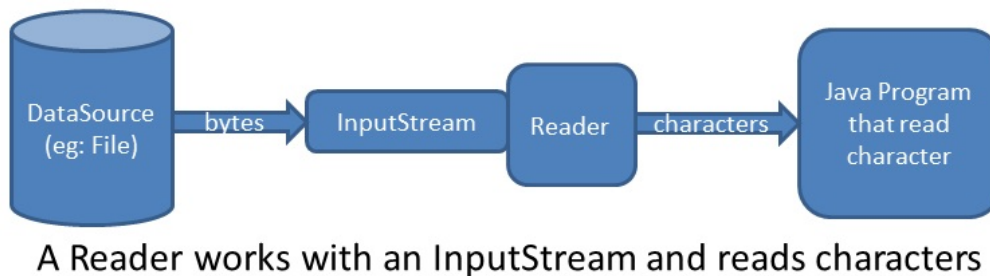 DataSource
(eg: File)
bytes
InputStream
Reader
characters
Java Program
that read
character
A Reader works with an InputStream and reads characters